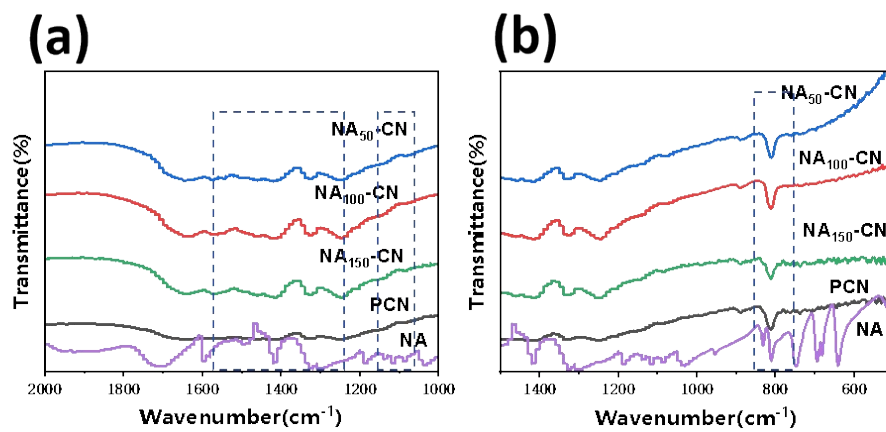 (a)
Transmittance(%)
NA50-CN
NA100-CN
NA150-CN
PCN
NA
2000 1800 1600 1400 1200 1000
Wavenumber(cm-1)
(b)
Transmittance(%)
NA50-CN
NA100-CN
NA150-CN
PCN
NA
1400 1200 1000 800 600
Wavenumber(cm-1)